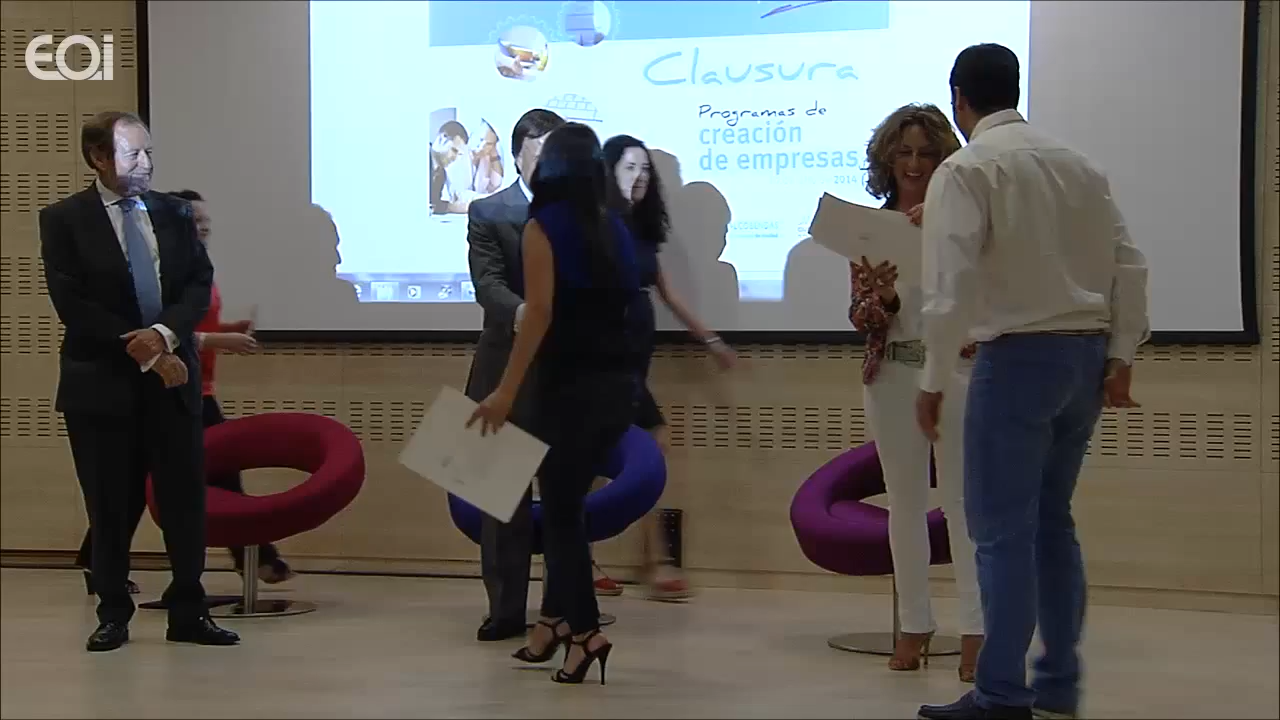 EOI
Clausura
Programas de
creación
de empresas
2014